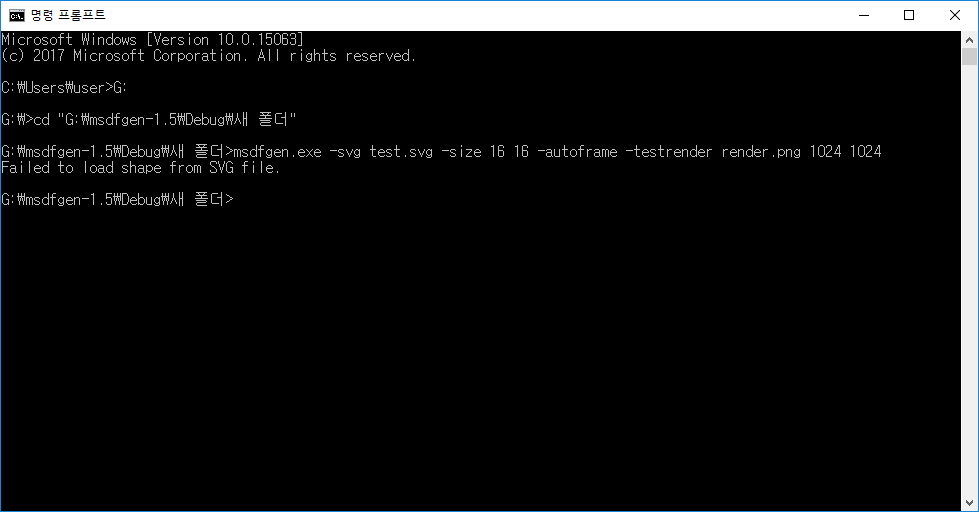 명령 프롬프트
Microsoft Windows [Version 10.0.15063]
(c) 2017 Microsoft Corporation. All rights reserved.
C:₩Users₩user>G:
G:₩>cd "G:₩msdfgen-1.5₩Debug₩새 폴더"
G:₩msdfgen-1.5₩Debug₩새 폴더>msdfgen.exe -svg test.svg -size 16 16 -autoframe -testrender render.png 1024 1024
Failed to load shape from SVG file.
G:₩msdfgen-1.5₩Debug₩새 폴더>